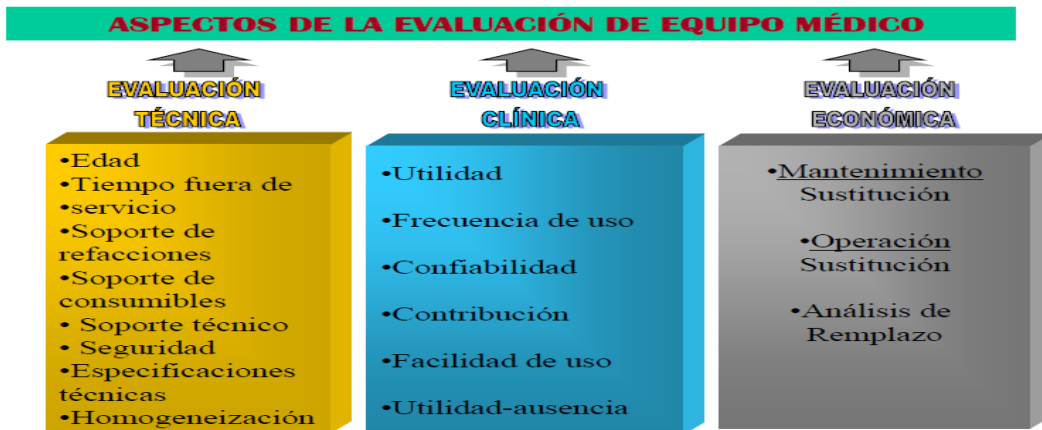 ASPECTOS DE LA EVALUACIÓN DE EQUIPO MÉDICO
EVALUACIÓN
TÉCNICA
•Edad
•Tiempo fuera de
•servicio
•Soporte de
refacciones
•Soporte de
consumibles
• Soporte técnico
• Seguridad
•Especificaciones
técnicas
•Homogeneización
EVALUACIÓN
CLÍNICA
•Utilidad
•Frecuencia de uso
•Confiabilidad
•Contribución
•Facilidad de uso
•Utilidad-ausencia
EVALUACIÓN
ECONÓMICA
•Mantenimiento
Sustitución
•Operación
Sustitución
•Análisis de
Remplazo